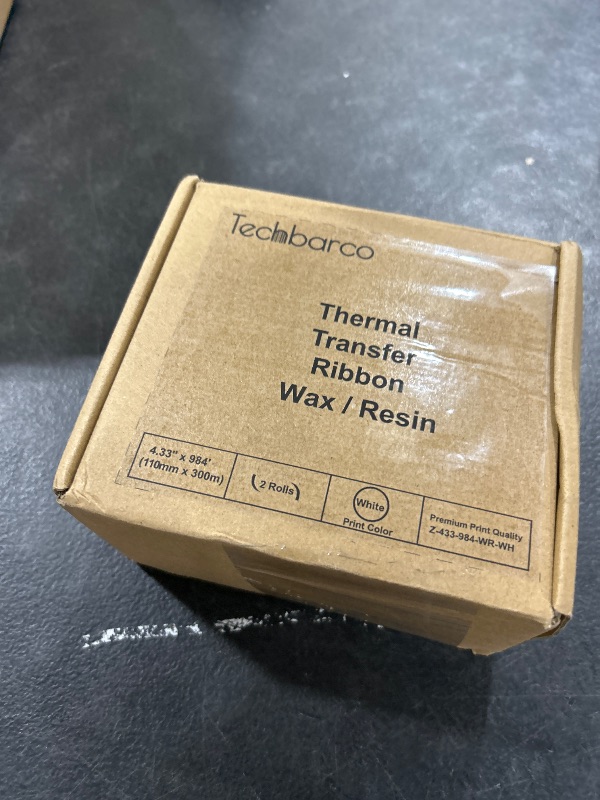 Techbarco
Thermal
Transfer
Ribbon
Wax / Resin
4.33" x 984'
(110mm x 300m)
2 Rolls
White
Print Color
Premium Print Quality
Z-433-984-WR-WH